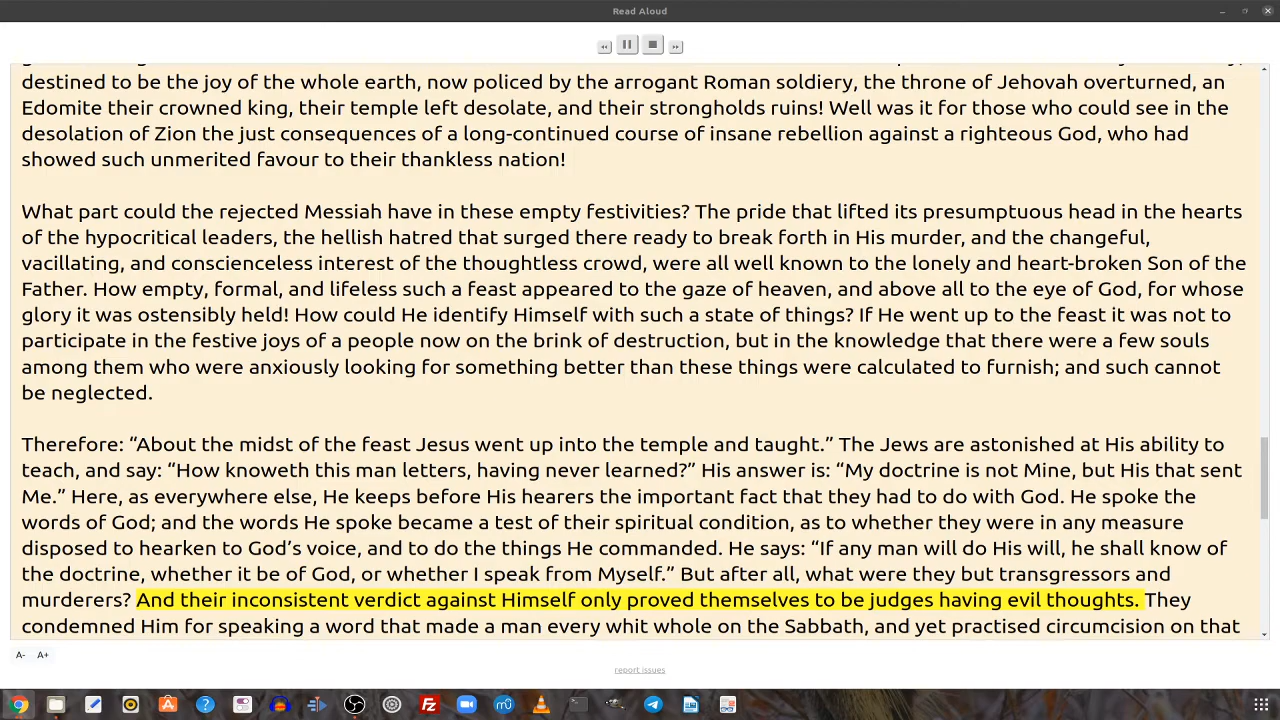 Read Aloud
destined to be the joy of the whole earth, now policed by the arrogant Roman soldiery, the throne of Jehovah overturned, an
Edomite their crowned king, their temple left desolate, and their strongholds ruins! Well was it for those who could see in the
desolation of Zion the just consequences of a long-continued course of insane rebellion against a righteous God, who had
showed such unmerited favour to their thankless nation!
What part could the rejected Messiah have in these empty festivities? The pride that lifted its presumptuous head in the hearts
of the hypocritical leaders, the hellish hatred that surged there ready to break forth in His murder, and the changeful,
vacillating, and conscienceless interest of the thoughtless crowd, were all well known to the lonely and heart-broken Son of the
Father. How empty, formal, and lifeless such a feast appeared to the gaze of heaven, and above all to the eye of God, for whose
glory it was ostensibly held! How could He identify Himself with such a state of things? If He went up to the feast it was not to
participate in the festive joys of a people now on the brink of destruction, but in the knowledge that there were a few souls
among them who were anxiously looking for something better than these things were calculated to furnish; and such cannot
be neglected.
Therefore: “About the midst of the feast Jesus went up into the temple and taught.” The Jews are astonished at His ability to
teach, and say: “How knoweth this man letters, having never learned?” His answer is: “My doctrine is not Mine, but His that sent
Me.” Here, as everywhere else, He keeps before His hearers the important fact that they had to do with God. He spoke the
words of God; and the words He spoke became a test of their spiritual condition, as to whether they were in any measure
disposed to hearken to God’s voice, and to do the things He commanded. He says: “If any man will do His will, he shall know of
the doctrine, whether it be of God, or whether I speak from Myself.” But after all, what were they but transgressors and
murderers? And their inconsistent verdict against Himself only proved themselves to be judges having evil thoughts. They
condemned Him for speaking a word that made a man every whit whole on the Sabbath, and yet practised circumcision on that
A- A+
report issues